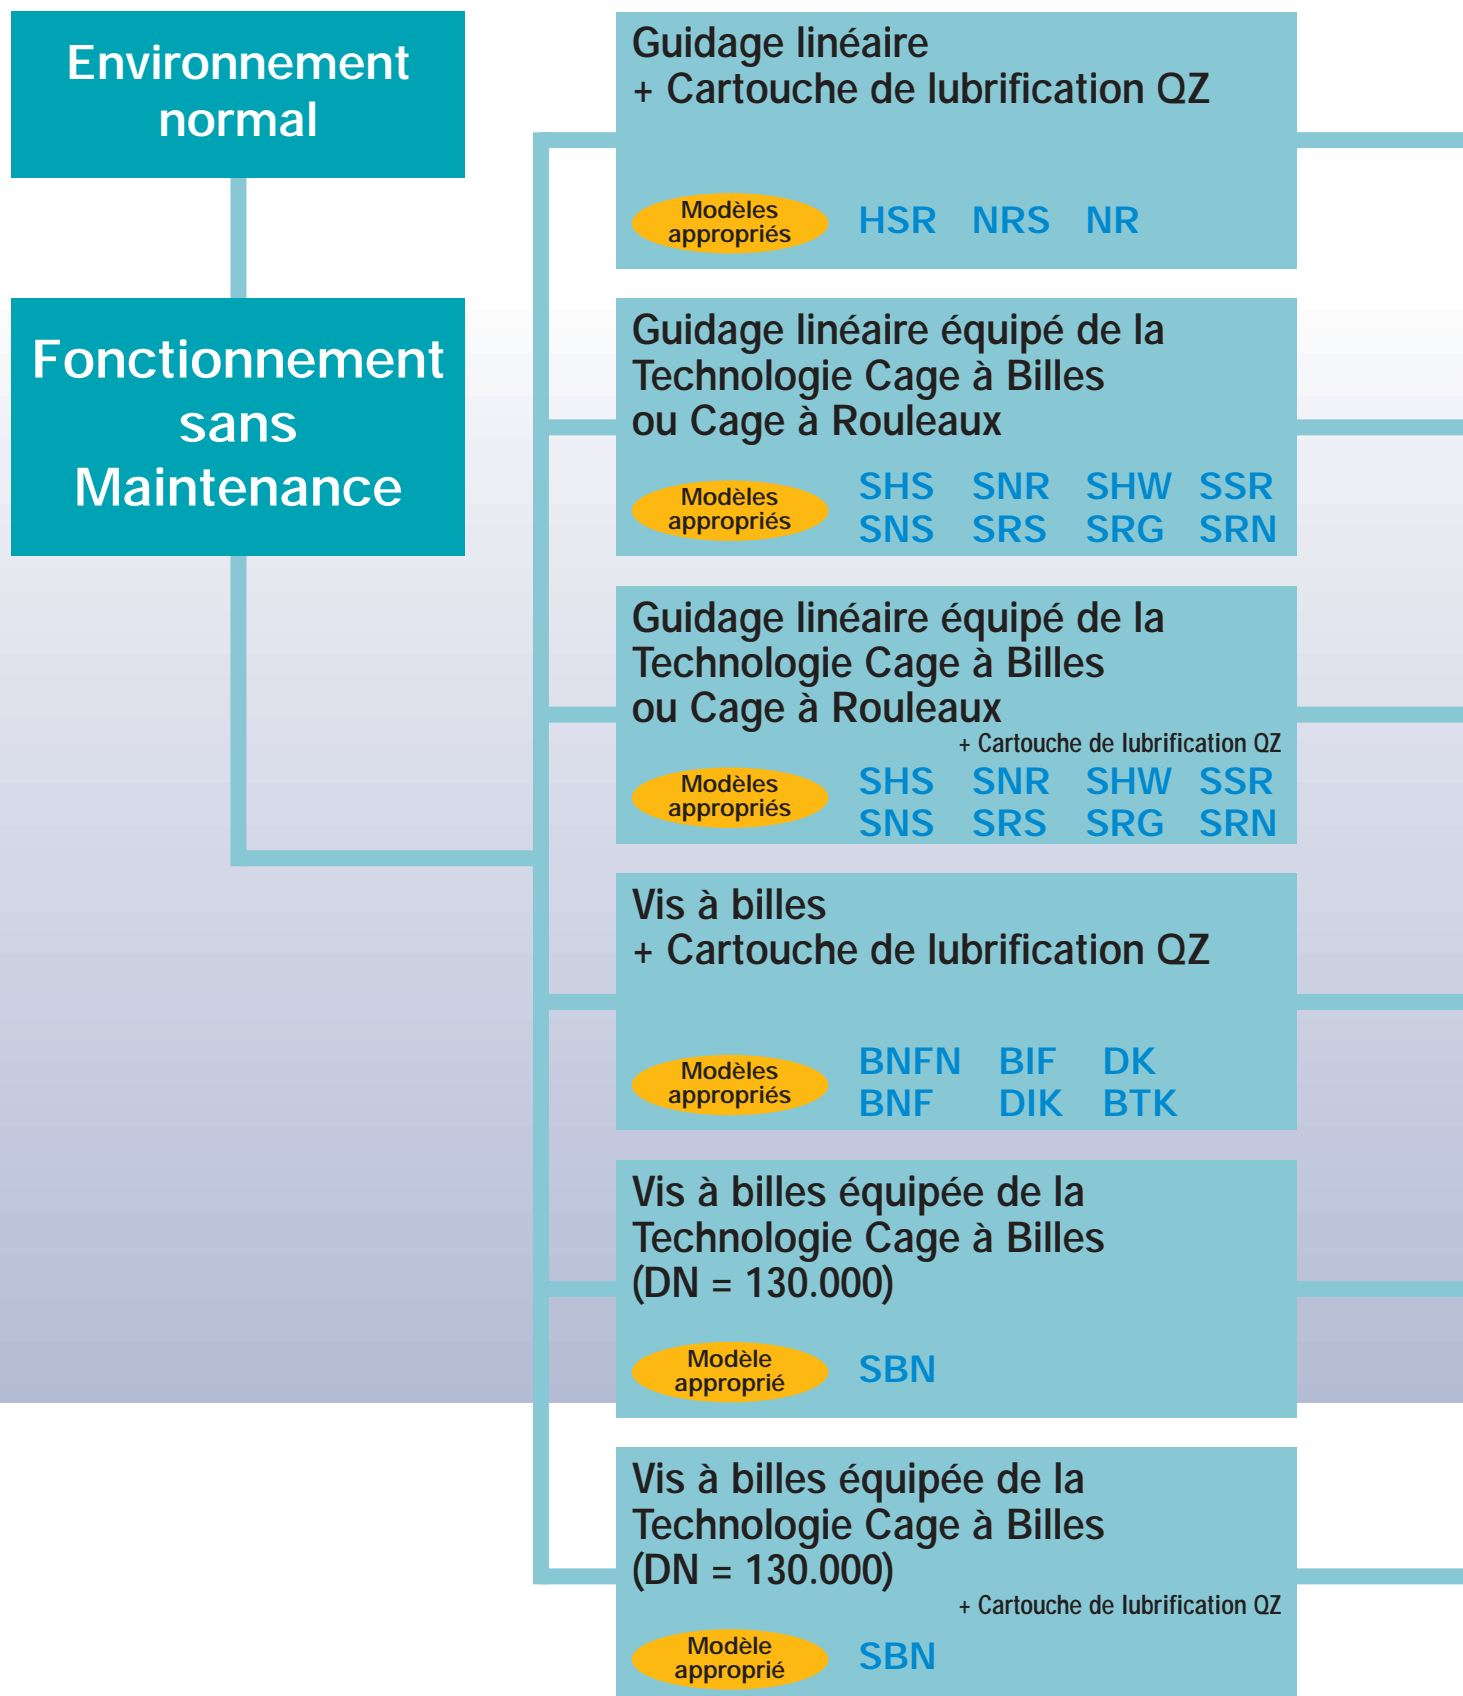 Environnement
normal
Fonctionnement
sans
Maintenance
Guidage linéaire
+ Cartouche de lubrification QZ
Modèles
appropriés
HSR NRS NR
Guidage linéaire équipé de la
Technologie Cage à Billes
ou Cage à Rouleaux
Modèles
appropriés
SHS SNR SHW SSR
SNS SRS SRG SRN
Guidage linéaire équipé de la
Technologie Cage à Billes
ou Cage à Rouleaux
+ Cartouche de lubrification QZ
Modèles
appropriés
SHS SNR SHW SSR
SNS SRS SRG SRN
Vis à billes
+ Cartouche de lubrification QZ
Modèles
appropriés
BNFN BIF DK
BNF DIK BTK
Vis à billes équipée de la
Technologie Cage à Billes
(DN = 130.000)
Modèle
approprié
SBN
Vis à billes équipée de la
Technologie Cage à Billes
(DN = 130.000)
+ Cartouche de lubrification QZ
Modèle
approprié
SBN